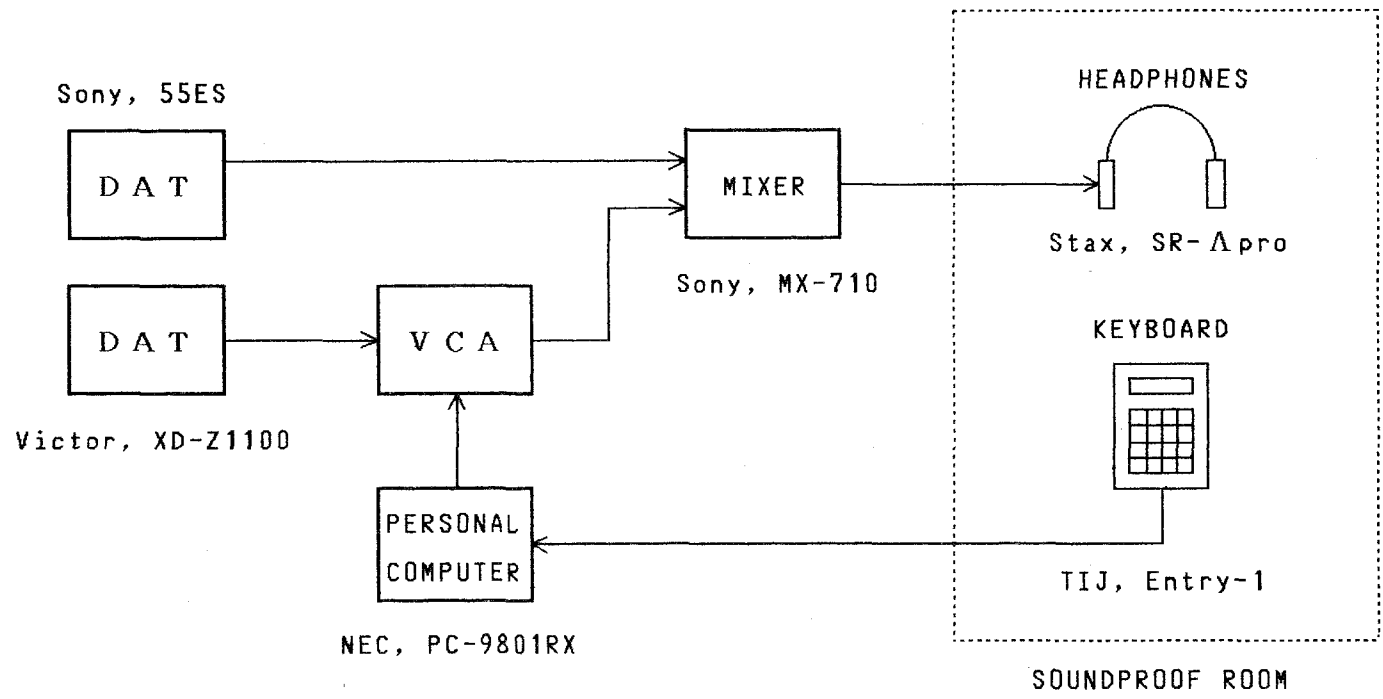 Sony, 55ES
DAT
MIXER
Sony, MX-710
HEADPHONES
Stax, SR-Λpro
DAT
VCA
Victor, XD-Z1100
KEYBOARD
TIJ, Entry-1
PERSONAL
COMPUTER
NEC, PC-9801RX
SOUNDPROOF ROOM